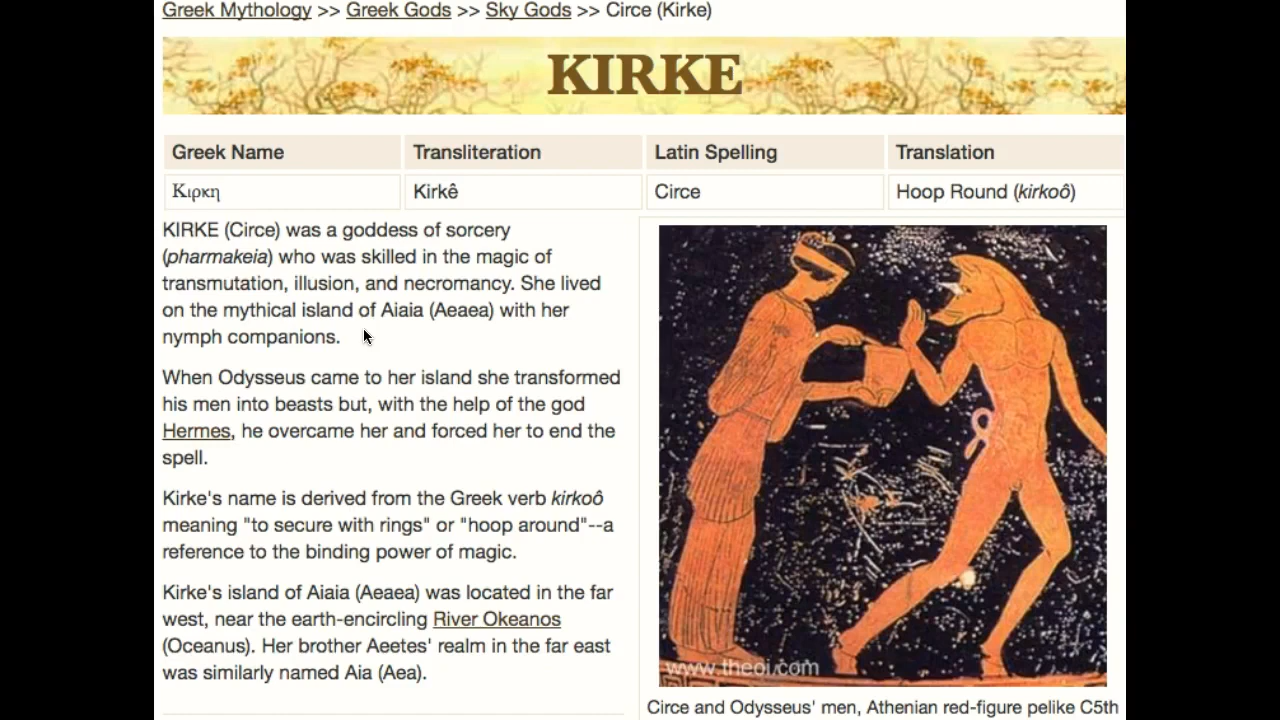 Greek Mythology >> Greek Gods >> Sky Gods >> Circe (Kirke)
KIRKE
Greek Name Transliteration Latin Spelling Translation
Κιρκη Kirkê Circe Hoop Round (kirkoô)
KIRKE (Circe) was a goddess of sorcery
(pharmakeia) who was skilled in the magic of
transmutation, illusion, and necromancy. She lived
on the mythical island of Aiaia (Aeaea) with her
nymph companions.
When Odysseus came to her island she transformed
his men into beasts but, with the help of the god
Hermes, he overcame her and forced her to end the
spell.
Kirke's name is derived from the Greek verb kirkoô
meaning "to secure with rings" or "hoop around"--a
reference to the binding power of magic.
Kirke's island of Aiaia (Aeaea) was located in the far
west, near the earth-encircling River Okeanos
(Oceanus). Her brother Aeetes' realm in the far east
was similarly named Aia (Aea).
www.theoi.com
Circe and Odysseus' men, Athenian red-figure pelike C5th